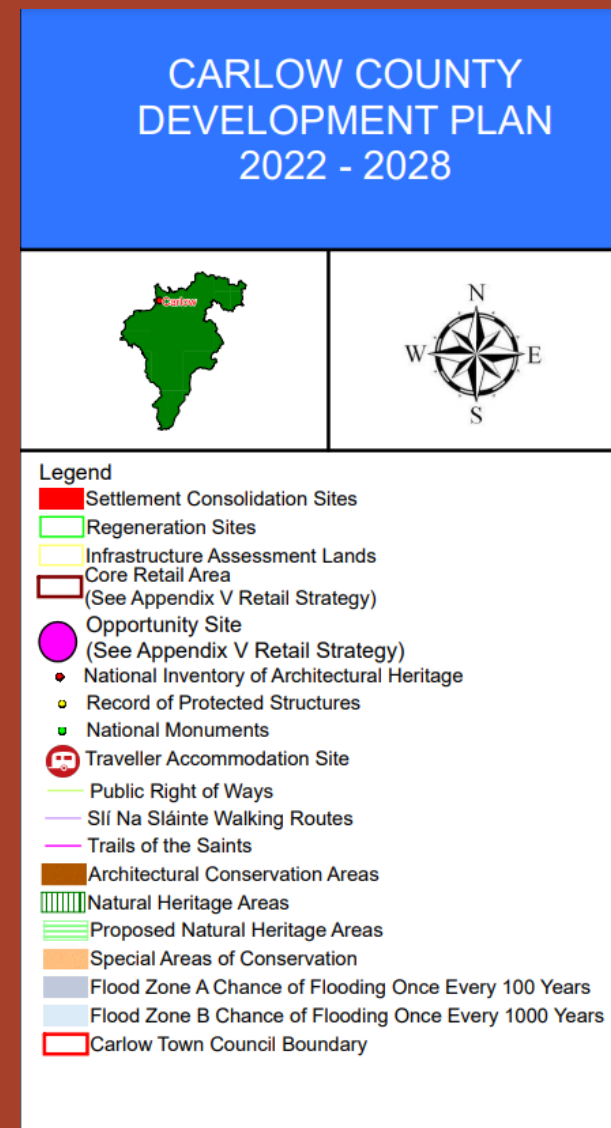 CARLOW COUNTY
DEVELOPMENT PLAN
2022 - 2028
Carlow
N
W
E
S
Legend
Settlement Consolidation Sites
Regeneration Sites
Infrastructure Assessment Lands
Core Retail Area
(See Appendix V Retail Strategy)
Opportunity Site
(See Appendix V Retail Strategy)
National Inventory of Architectural Heritage
Record of Protected Structures
National Monuments
Traveller Accommodation Site
Public Right of Ways
Slí Na Sláinte Walking Routes
Trails of the Saints
Architectural Conservation Areas
Natural Heritage Areas
Proposed Natural Heritage Areas
Special Areas of Conservation
Flood Zone A Chance of Flooding Once Every 100 Years
Flood Zone B Chance of Flooding Once Every 1000 Years
Carlow Town Council Boundary